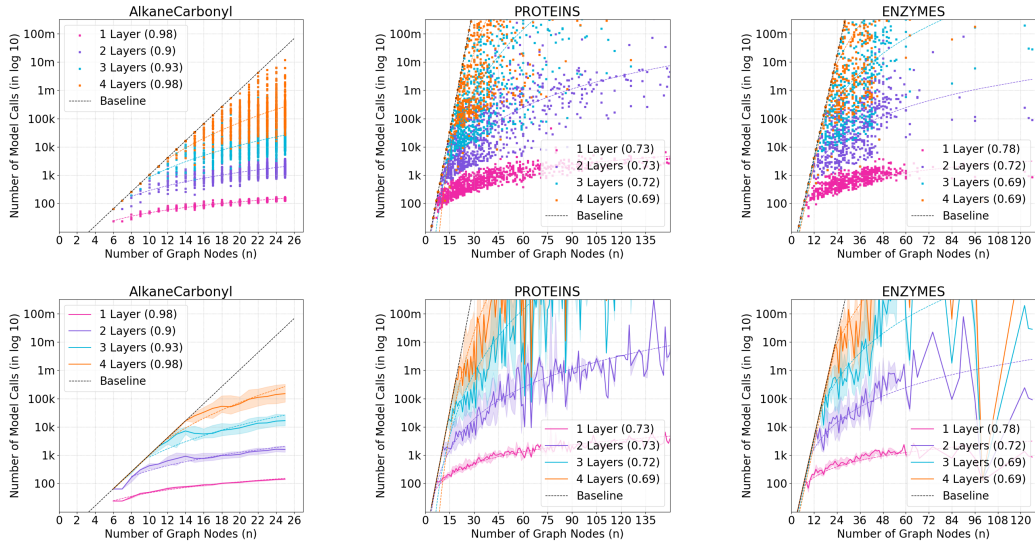 AlkaneCarbonyl
Number of Model Calls (in log 10)
100m
10m
1m
100k
10k
1k
100
1 Layer (0.98)
2 Layers (0.9)
3 Layers (0.93)
4 Layers (0.98)
Baseline
0 2 4 6 8 10 12 14 16 18 20 22 24 26
Number of Graph Nodes (n)
PROTEINS
Number of Model Calls (in log 10)
100m
10m
1m
100k
10k
1k
100
1 Layer (0.73)
2 Layers (0.73)
3 Layers (0.72)
4 Layers (0.69)
Baseline
0 15 30 45 60 75 90 105 120 135
Number of Graph Nodes (n)
ENZYMES
Number of Model Calls (in log 10)
100m
10m
1m
100k
10k
1k
100
1 Layer (0.78)
2 Layers (0.72)
3 Layers (0.69)
4 Layers (0.69)
Baseline
0 12 24 36 48 60 72 84 96 108 120
Number of Graph Nodes (n)
AlkaneCarbonyl
Number of Model Calls (in log 10)
100m
10m
1m
100k
10k
1k
100
1 Layer (0.98)
2 Layers (0.9)
3 Layers (0.93)
4 Layers (0.98)
Baseline
0 2 4 6 8 10 12 14 16 18 20 22 24 26
Number of Graph Nodes (n)
PROTEINS
Number of Model Calls (in log 10)
100m
10m
1m
100k
10k
1k
100
1 Layer (0.73)
2 Layers (0.73)
3 Layers (0.72)
4 Layers (0.69)
Baseline
0 15 30 45 60 75 90 105 120 135
Number of Graph Nodes (n)
ENZYMES
Number of Model Calls (in log 10)
100m
10m
1m
100k
10k
1k
100
1 Layer (0.78)
2 Layers (0.72)
3 Layers (0.69)
4 Layers (0.69)
Baseline
0 12 24 36 48 60 72 84 96 108 120
Number of Graph Nodes (n)